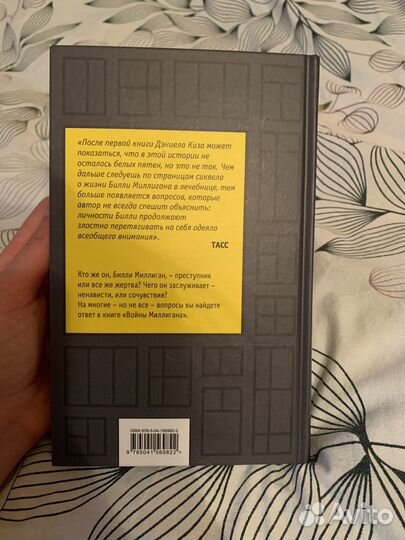 «После первой книги Дэниела Киза может
показаться, что в этой истории не
осталось белых пятен, но это не так. Чем
дальше следуешь по страницам сиквела
о жизни Билли Миллигана в лечебнице, тем
больше появляется вопросов, которые
автор не всегда спешит объяснить:
личности Билли продолжают
злостно перетягивать на себя одеяло
всеобщего внимания».
ТАСС
Кто же он, Билли Миллиган, – преступник
или все же жертва? Чего он заслуживает –
ненависти, или сочувствия?
На многие – но не все – вопросы вы найдете
ответ в книге «Войны Миллигана».
ISBN 978-5-04-156982-2
9 785041 569822 >
Avito